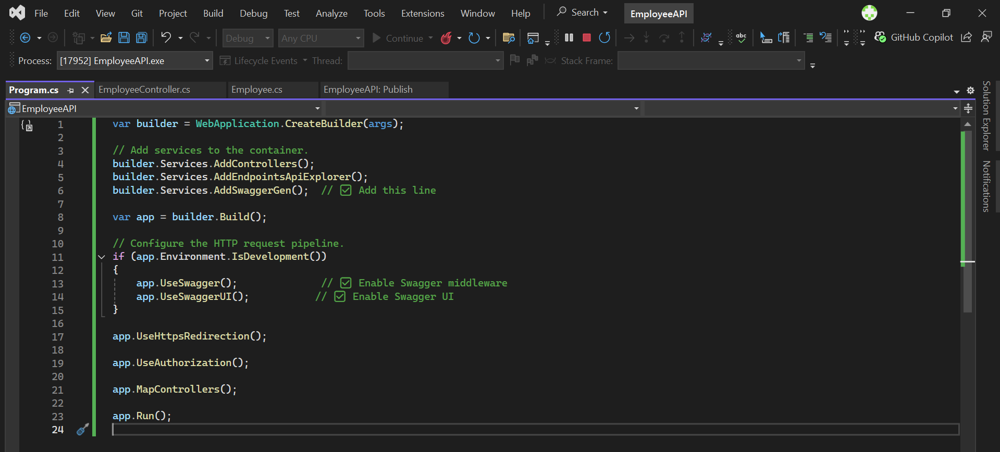 File Edit View Git Project Build Debug Test Analyze Tools Extensions Window Help Search EmployeeAPI
Debug Any CPU Continue abc GitHub Copilot
Process: [17952] EmployeeAPI.exe Lifecycle Events Thread: Stack Frame:
Program.cs EmployeeController.cs Employee.cs EmployeeAPI: Publish
EmployeeAPI
1 var builder = WebApplication.CreateBuilder(args);
2
3 // Add services to the container.
4 builder.Services.AddControllers();
5 builder.Services.AddEndpointsApiExplorer();
6 builder.Services.AddSwaggerGen();  // ✅ Add this line
7
8 var app = builder.Build();
9
10 // Configure the HTTP request pipeline.
11 if (app.Environment.IsDevelopment())
12 {
13     app.UseSwagger();              // ✅ Enable Swagger middleware
14     app.UseSwaggerUI();           // ✅ Enable Swagger UI
15 }
16
17 app.UseHttpsRedirection();
18
19 app.UseAuthorization();
20
21 app.MapControllers();
22
23 app.Run();
24
Solution Explorer
Notifications